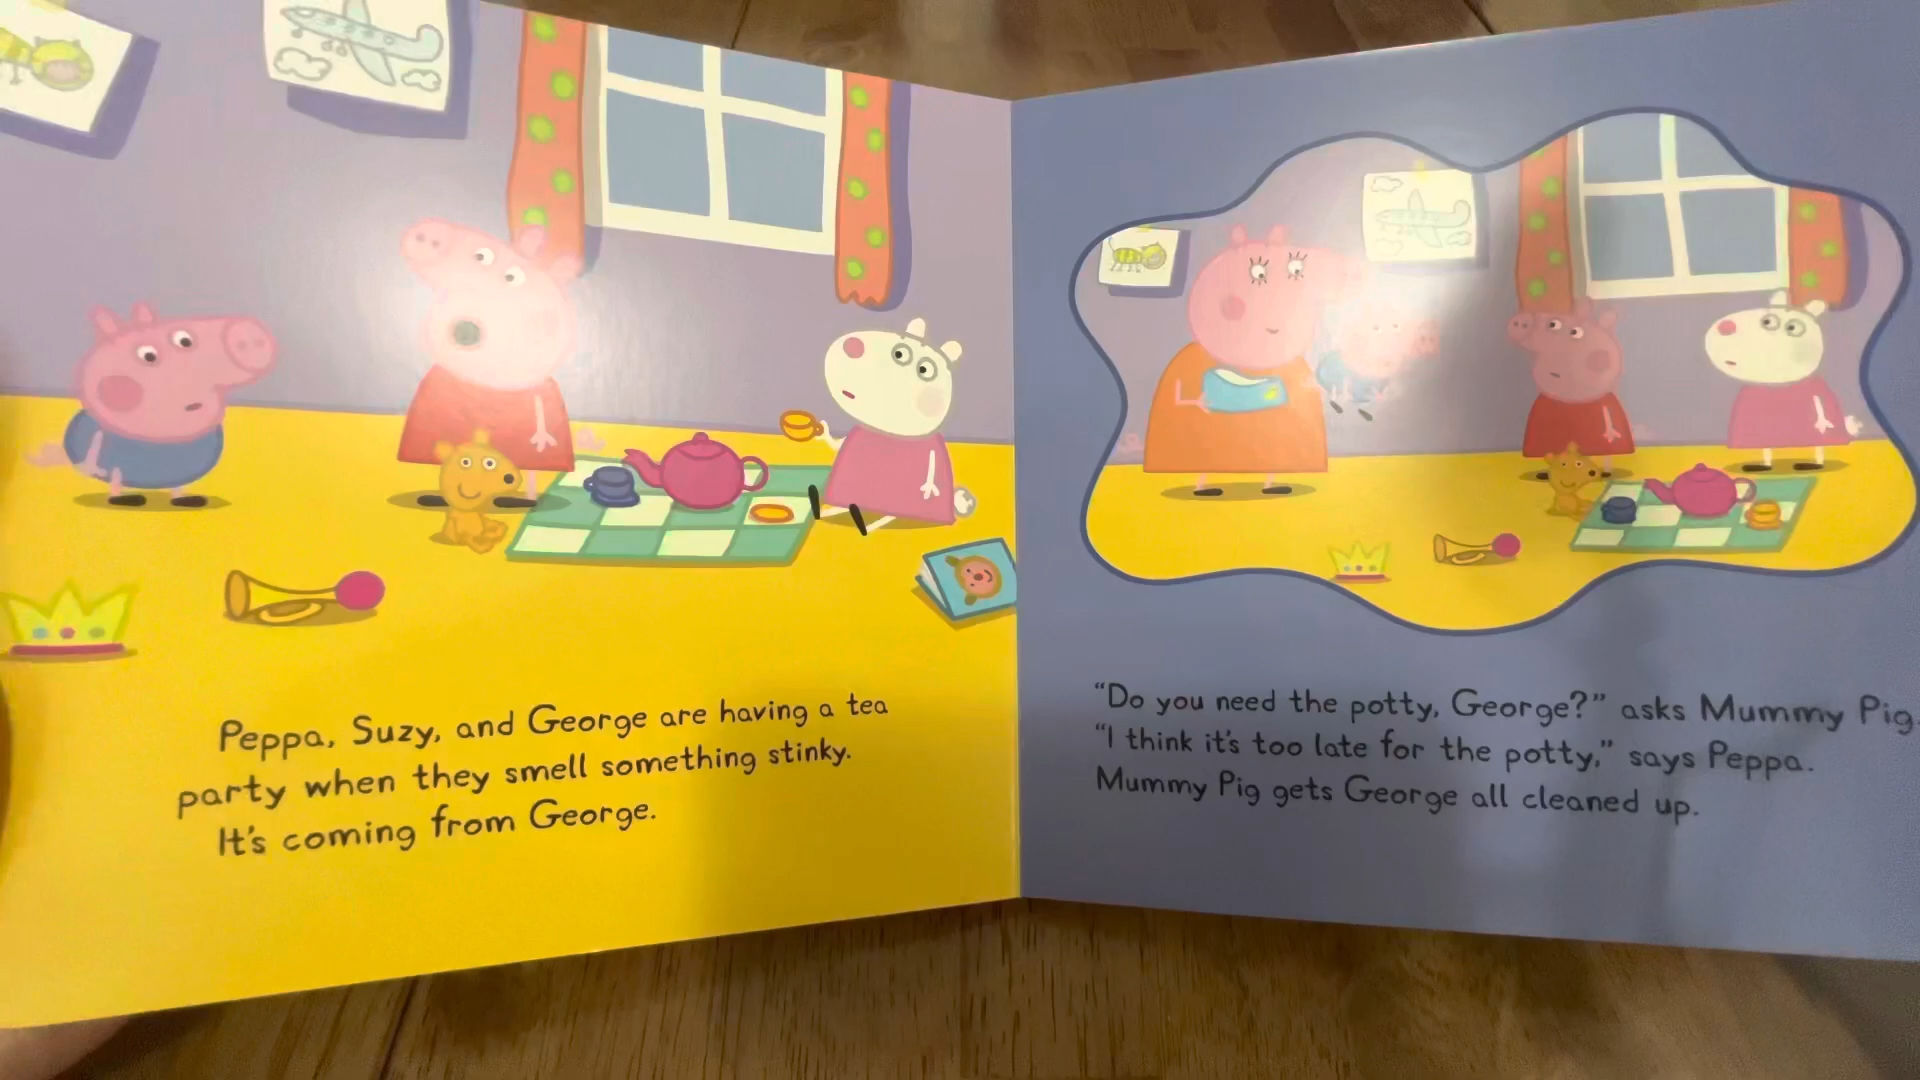 Peppa, Suzy, and George are having a tea
party when they smell something stinky.
It's coming from George.
“Do you need the potty, George?” asks Mummy Pig.
“I think it's too late for the potty,” says Peppa.
Mummy Pig gets George all cleaned up.